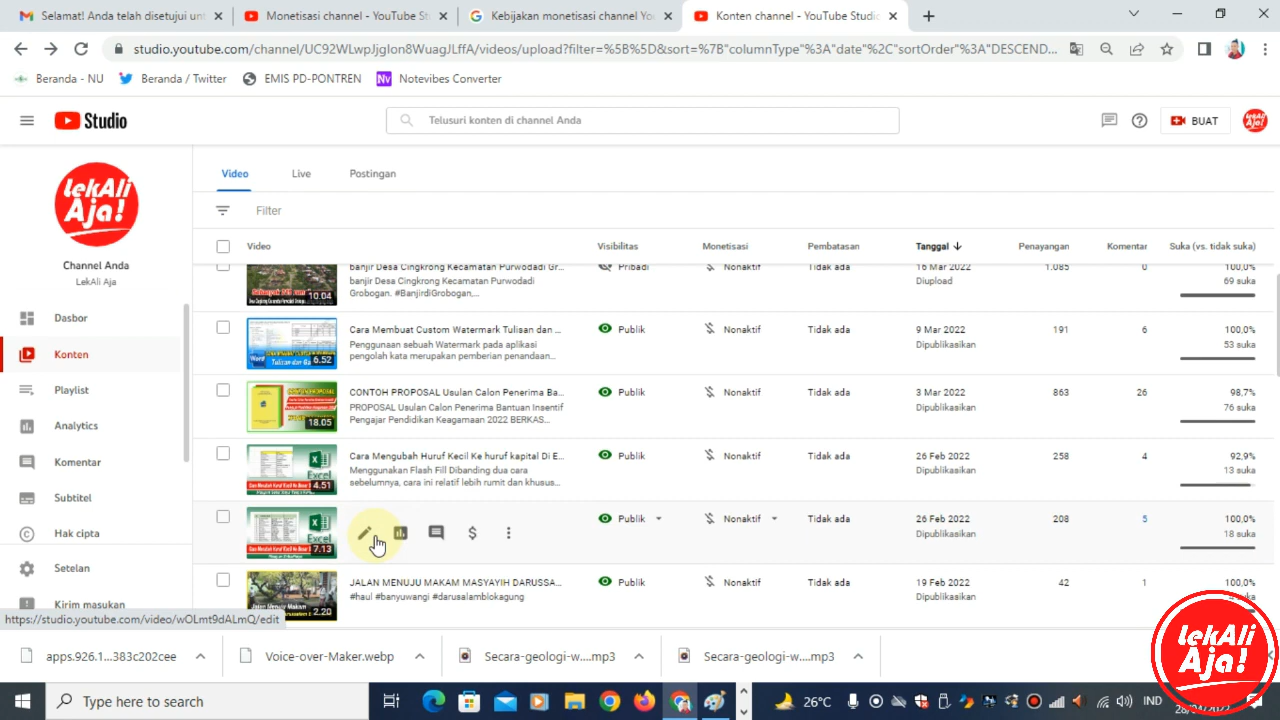 Selamat! Anda telah disetujui unt
Monetisasi channel - YouTube St
Kebijakan monetisasi channel You
Konten channel - YouTube Studio
studio.youtube.com/channel/UC92WLwpJjgIon8WuagJLffA/videos/upload?filter=%5B%5D&sort=%7B"columnType"%3A"date"%2C"sortOrder"%3A"DESCEND...
Beranda - NU
Beranda / Twitter
EMIS PD-PONTREN
Nv
Notevibes Converter
Studio
Telusuri konten di channel Anda
BUAT
lekAli
Aja!
Channel Anda
LekAli Aja
Dasbor
Konten
Playlist
Analytics
Komentar
Subtitel
Hak cipta
Setelan
Kirim masukan
Video
Live
Postingan
Filter
Video
Visibilitas
Monetisasi
Pembatasan
Tanggal
Penayangan
Komentar
Suka (vs. tidak suka)
10.04
banjir Desa Cingkrong Kecamatan Purwodadi Gr...
banjir desa Cingkrong Kecamatan Purwodadi
Grobogan. #BanjirdiGrobogan,...
Pribadi
Nonaktif
Tidak ada
16 Mar 2022
Diupload
1.085
0
100,0%
69 suka
Word
6.52
Cara Membuat Custom Watermark Tulisan dan ...
Penggunaan sebuah Watermark pada aplikasi
pengolah kata merupakan pemberian penandaan...
Publik
Nonaktif
Tidak ada
9 Mar 2022
Dipublikasikan
191
6
100,0%
53 suka
18.05
CONTOH PROPOSAL Usulan Calon Penerima Ba...
PROPOSAL Usulan Calon Penerima Bantuan Insentif
Pengajar Pendidikan Keagamaan 2022 BERKAS...
Publik
Nonaktif
Tidak ada
3 Mar 2022
Dipublikasikan
863
26
98,7%
76 suka
Excel
4.51
Cara Mengubah Huruf Kecil Ke huruf kapital Di E...
Menggunakan Flash Fill Dibanding dua cara
sebelumnya, cara ini relatif lebih rumit dan khusus...
Publik
Nonaktif
Tidak ada
26 Feb 2022
Dipublikasikan
258
4
92,9%
13 suka
Excel
7.13
Publik
Nonaktif
Tidak ada
26 Feb 2022
Dipublikasikan
208
5
100,0%
18 suka
Jalan Menuju Makam
2.20
JALAN MENUJU MAKAM MASYAYIH DARUSSA...
#haul #banyuwangi #darusalamblokagung
Publik
Nonaktif
Tidak ada
19 Feb 2022
Dipublikasikan
42
1
100,0%
https://studio.youtube.com/video/wOLmt9dALmQ/edit
apps.926.1...383c202cee
Voice-over-Maker.webp
Secara-geologi-w....mp3
Secara-geologi-w....mp3
lekAli
Aja!
Type here to search
26°C
IND
28/04/2022